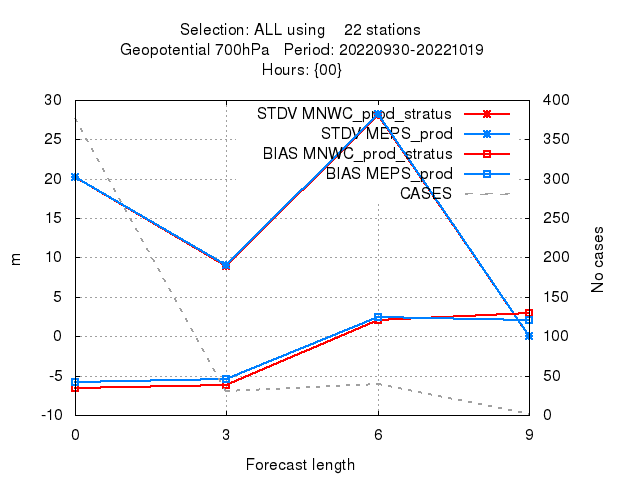 Selection: ALL using    22 stations
Geopotential 700hPa   Period: 20220930-20221019
Hours: {00}
30
25
20
15
10
5
0
-5
-10
400
350
300
250
200
150
100
50
0
STDV MNWC_prod_stratus
STDV MEPS_prod
BIAS MNWC_prod_stratus
BIAS MEPS_prod
CASES
m
No cases
0 3 6 9
Forecast length